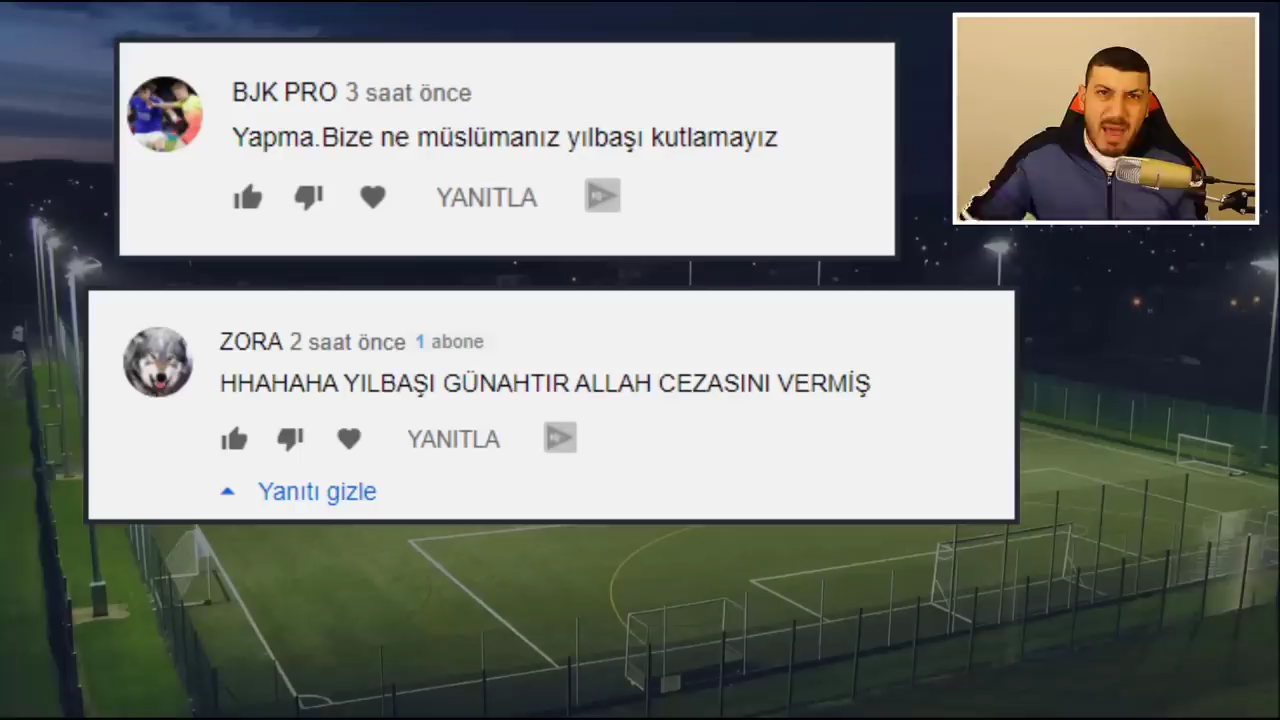 BJK PRO 3 saat önce
Yapma.Bize ne müslümanız yılbaşı kutlamayız
YANITLA
ZORA 2 saat önce 1 abone
HHAHAHA YILBAŞI GÜNAHTIR ALLAH CEZASINI VERMİŞ
YANITLA
Yanıtı gizle